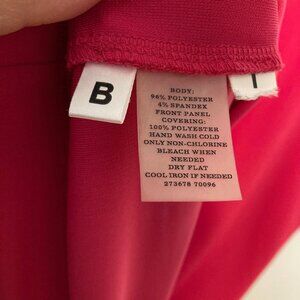 B
BODY:
96% POLYESTER
4% SPANDEX
FRONT PANEL
COVERING:
100% POLYESTER
HAND WASH COLD
ONLY NON-CHLORINE
BLEACH WHEN
NEEDED
DRY FLAT
COOL IRON IF NEEDED
273678 70096